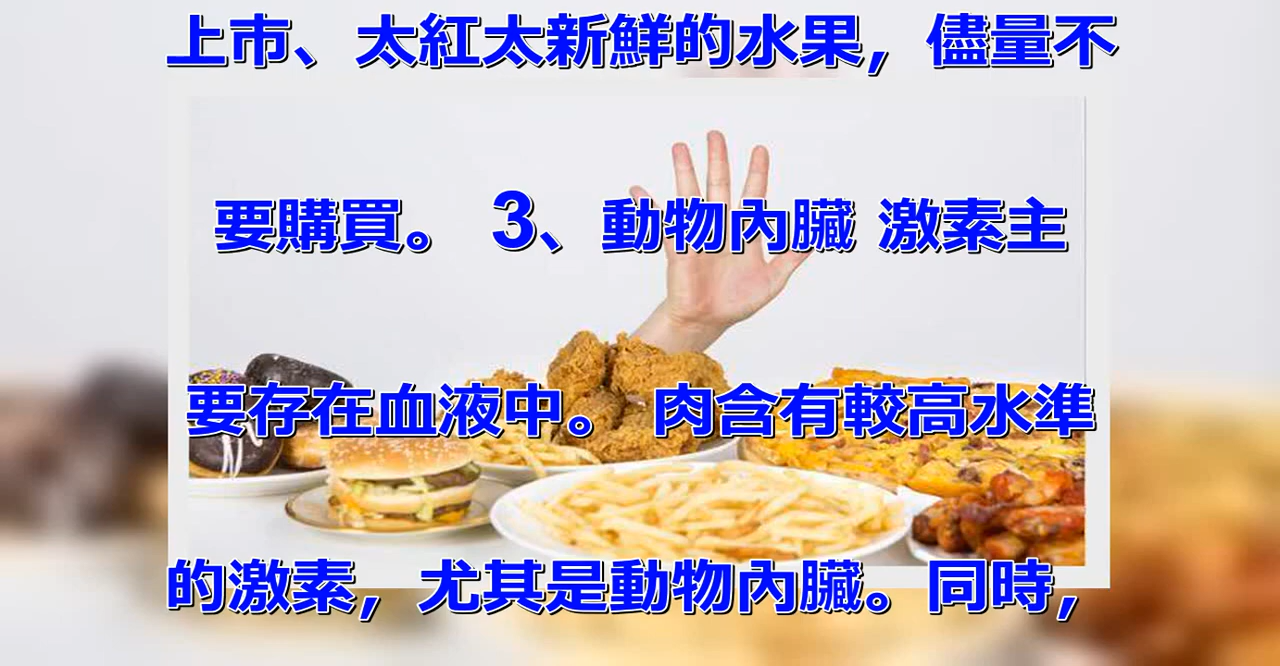 上市、太紅太新鮮的水果，儘量不
要購買。 3、動物內臟 激素主
要存在血液中。 肉含有較高水準
的激素，尤其是動物內臟。同時，